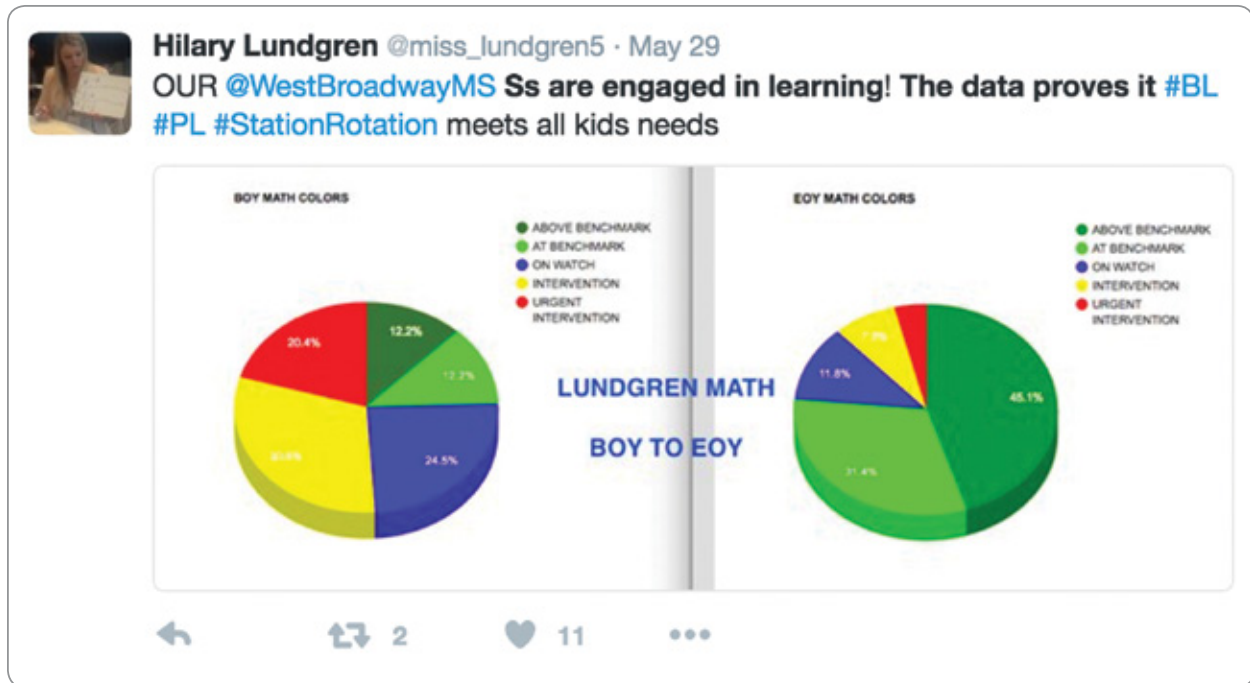 Hilary Lundgren @miss_lundgren5 · May 29
OUR @WestBroadwayMS Ss are engaged in learning! The data proves it #BL
#PL #StationRotation meets all kids needs
BOY MATH COLORS
ABOVE BENCHMARK
AT BENCHMARK
ON WATCH
INTERVENTION
URGENT
INTERVENTION
12.2%
12.2%
24.5%
20.4%
LUNDGREN MATH
BOY TO EOY
EOY MATH COLORS
ABOVE BENCHMARK
AT BENCHMARK
ON WATCH
INTERVENTION
URGENT
INTERVENTION
45.1%
31.4%
11.8%
2
11